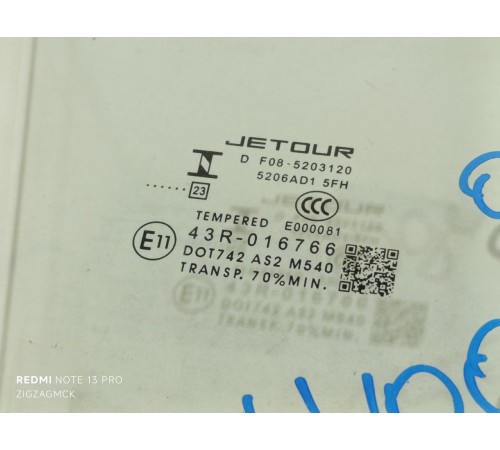 JETOUR
D F08-5203120
5206AD1 5FH
...... 23
CCC
TEMPERED E000081
E11 43R-016766
DOT742 AS2 M540
TRANSP. 70%MIN.
REDMI NOTE 13 PRO
ZIGZAGMCK